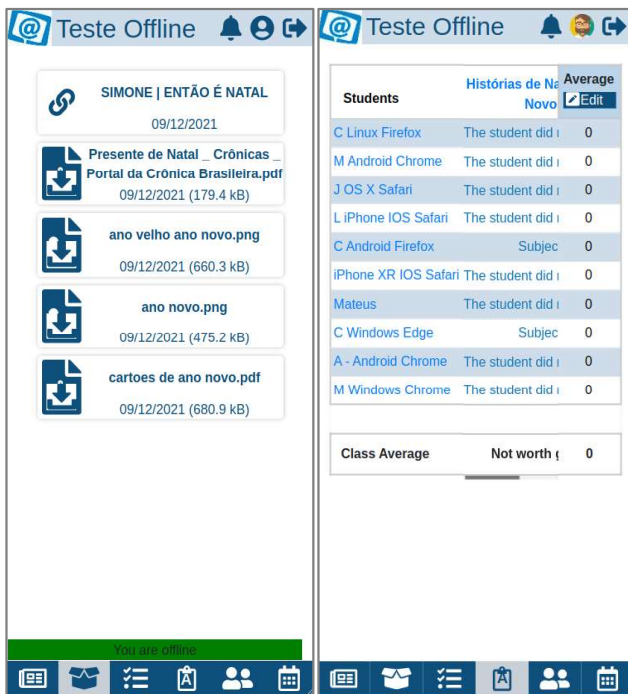 Teste Offline
SIMONE | ENTÃO É NATAL
09/12/2021
Presente de Natal _ Crônicas _
Portal da Crônica Brasileira.pdf
09/12/2021 (179.4 kB)
ano velho ano novo.png
09/12/2021 (660.3 kB)
ano novo.png
09/12/2021 (475.2 kB)
cartoes de ano novo.pdf
09/12/2021 (680.9 kB)
You are offline
Teste Offline
Students Histórias de Na Novo Average Edit
C Linux Firefox The student did 0
M Android Chrome The student did 0
J OS X Safari The student did 0
L iPhone IOS Safari The student did 0
C Android Firefox Subjec 0
iPhone XR IOS Safari The student did 0
Mateus The student did 0
C Windows Edge Subjec 0
A - Android Chrome The student did 0
M Windows Chrome The student did 0
Class Average Not worth 0